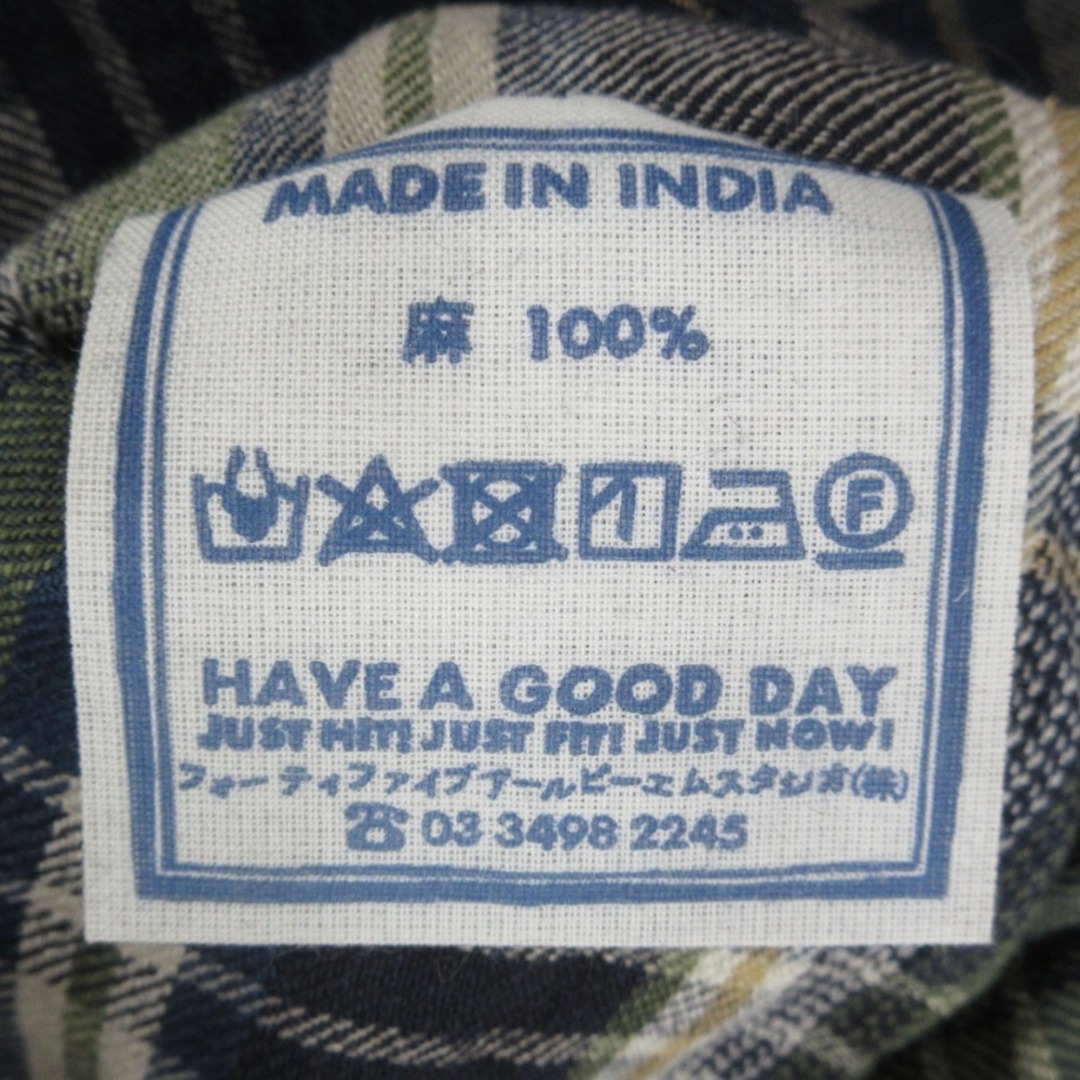 MADE IN INDIA
麻 100%
F
HAVE A GOOD DAY
JUST HIT! JUST FIT! JUST NOW!
フォーティファイブアールピーエムスタジオ(株)
☎ 03 3498 2245